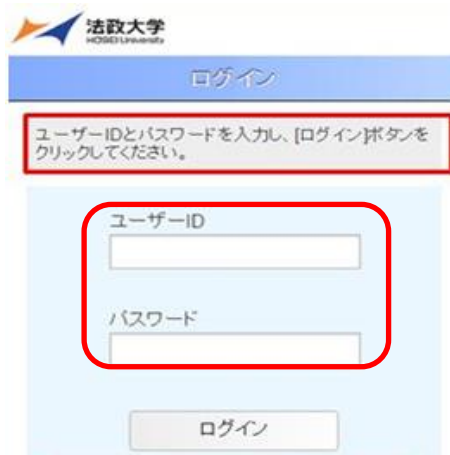 法政大学
HOSEI University
ログイン
ユーザーIDとパスワードを入力し、[ログイン]ボタンを
クリックしてください。
ユーザーID
パスワード
ログイン